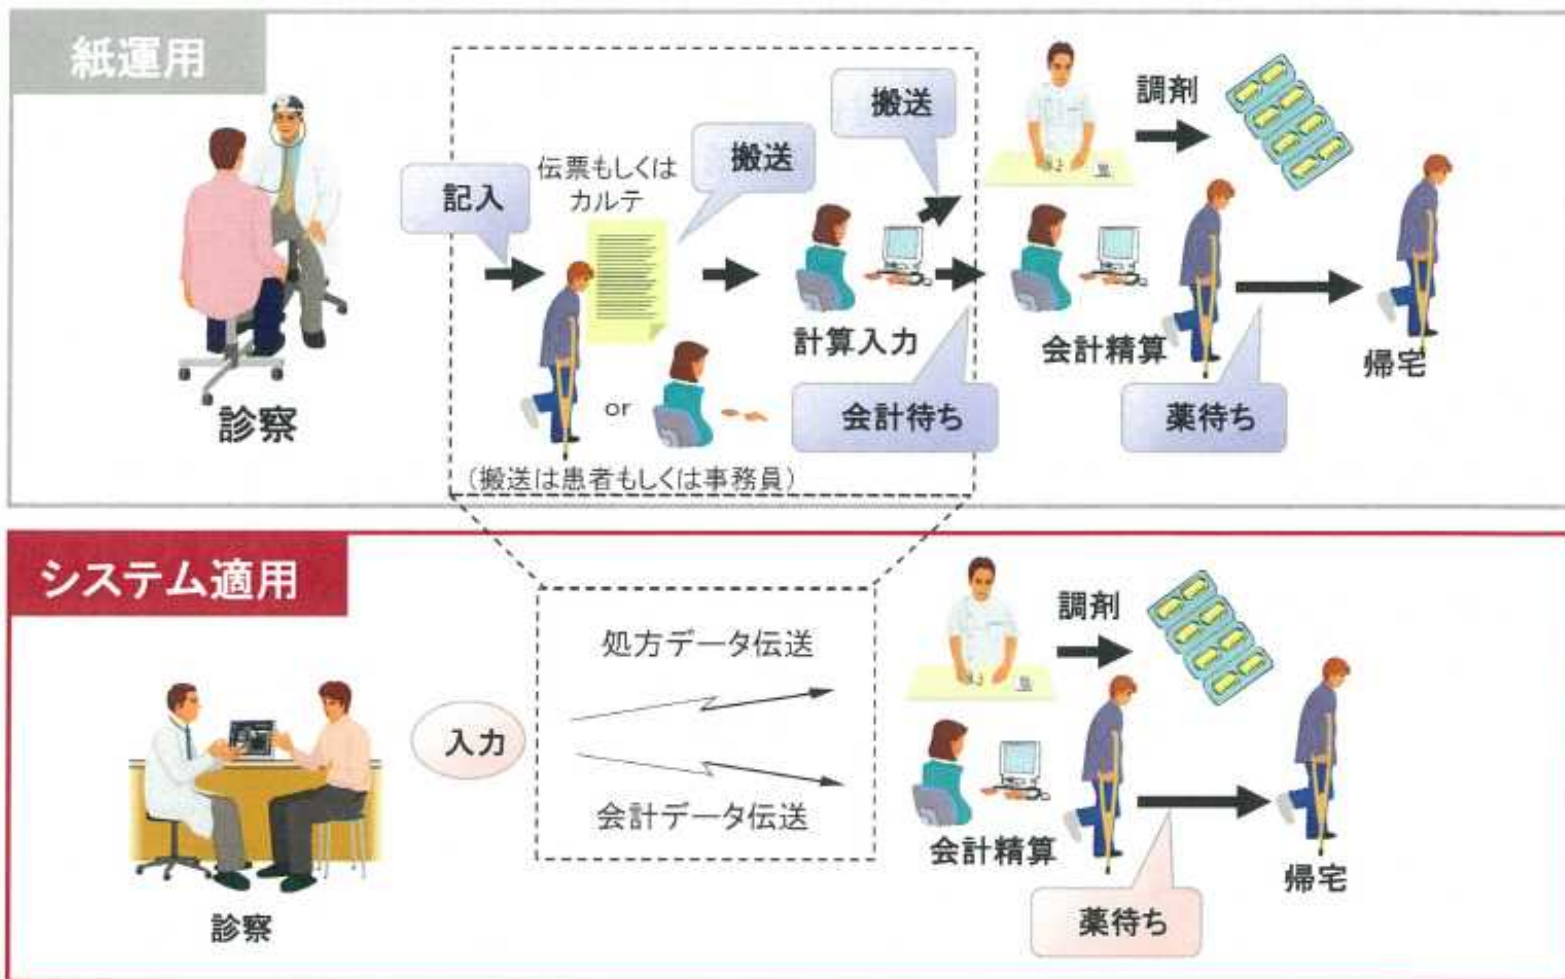 紙運用
診察
記入
伝票もしくは
カルテ
搬送
搬送
or
(搬送は患者もしくは事務員)
計算入力
会計待ち
調剤
会計精算
薬待ち
帰宅
システム適用
診察
入力
処方データ伝送
会計データ伝送
調剤
会計精算
薬待ち
帰宅